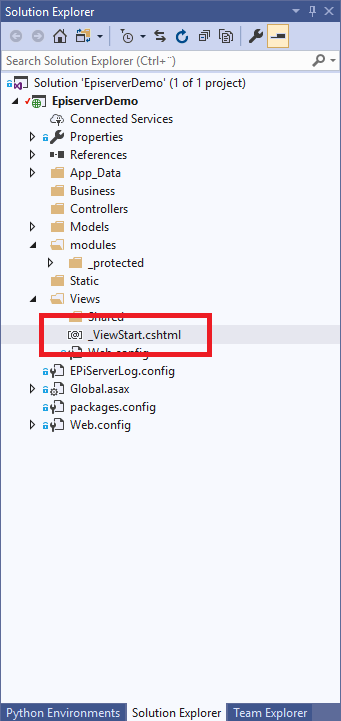 Solution Explorer
Search Solution Explorer (Ctrl+¨)
Solution 'EpiserverDemo' (1 of 1 project)
EpiserverDemo
Connected Services
Properties
References
App_Data
Business
Controllers
Models
modules
_protected
Static
Views
Shared
_ViewStart.cshtml
Web.config
EPiServerLog.config
Global.asax
packages.config
Web.config
Python Environments Solution Explorer Team Explorer